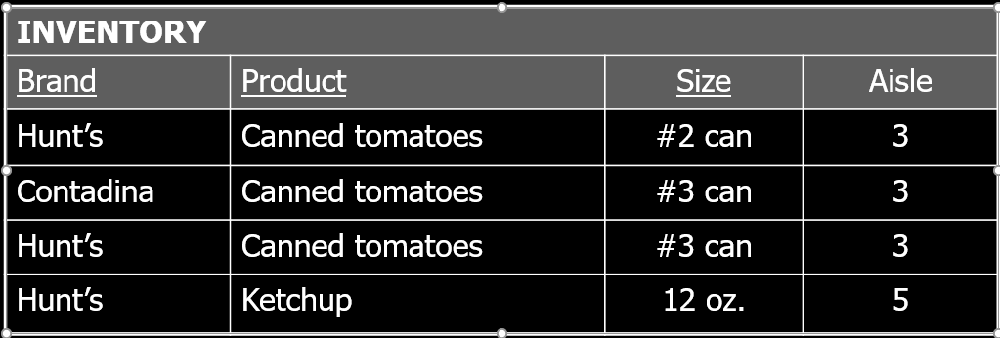 INVENTORY
Brand Product Size Aisle
Hunt’s Canned tomatoes #2 can 3
Contadina Canned tomatoes #3 can 3
Hunt’s Canned tomatoes #3 can 3
Hunt’s Ketchup 12 oz. 5